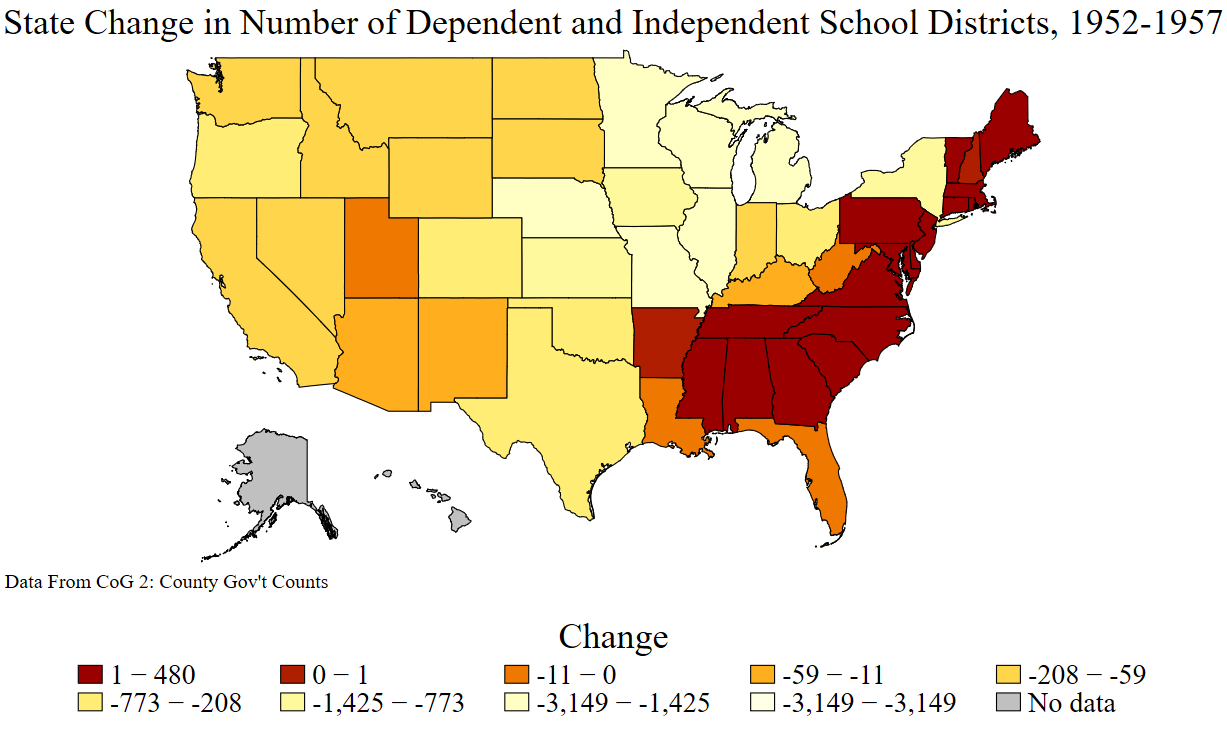 State Change in Number of Dependent and Independent School Districts, 1952-1957
Data From CoG 2: County Gov't Counts
Change
1 − 480 0 − 1 -11 − 0 -59 − -11 -208 − -59
-773 − -208 -1,425 − -773 -3,149 − -1,425 -3,149 − -3,149 No data